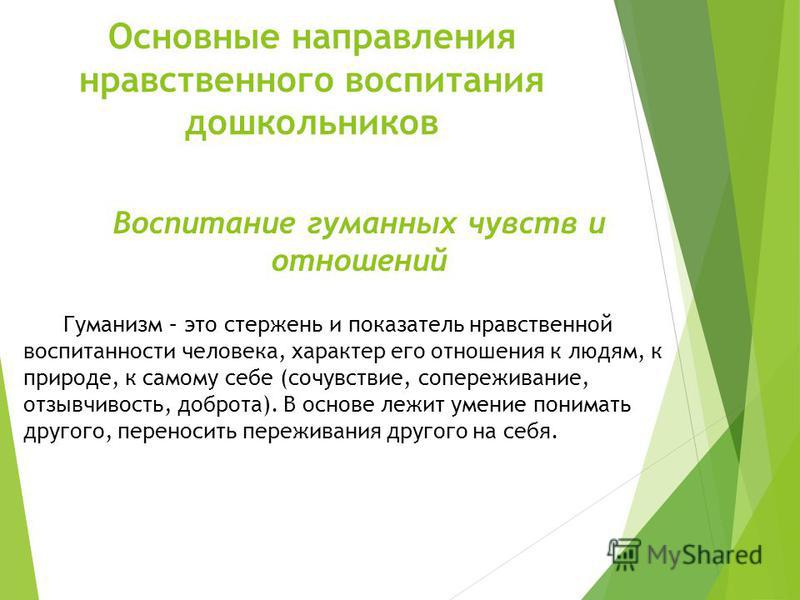 Основные направления
нравственного воспитания
дошкольников
Воспитание гуманных чувств и
отношений
Гуманизм – это стержень и показатель нравственной
воспитанности человека, характер его отношения к людям, к
природе, к самому себе (сочувствие, сопереживание,
отзывчивость, доброта). В основе лежит умение понимать
другого, переносить переживания другого на себя.
MyShared